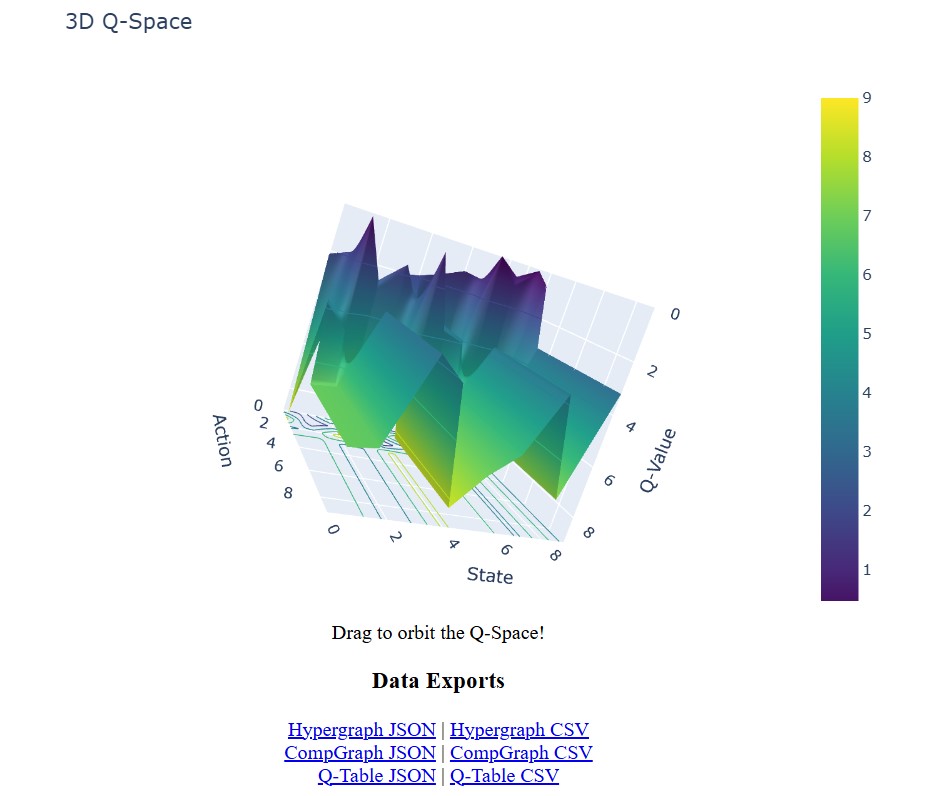 3D Q-Space
9
8
7
6
5
4
3
2
1
0
2
4
6
8
Q-Value
0
2
4
6
8
Action
0
2
4
6
8
State
Drag to orbit the Q-Space!
Data Exports
Hypergraph JSON | Hypergraph CSV
CompGraph JSON | CompGraph CSV
Q-Table JSON | Q-Table CSV